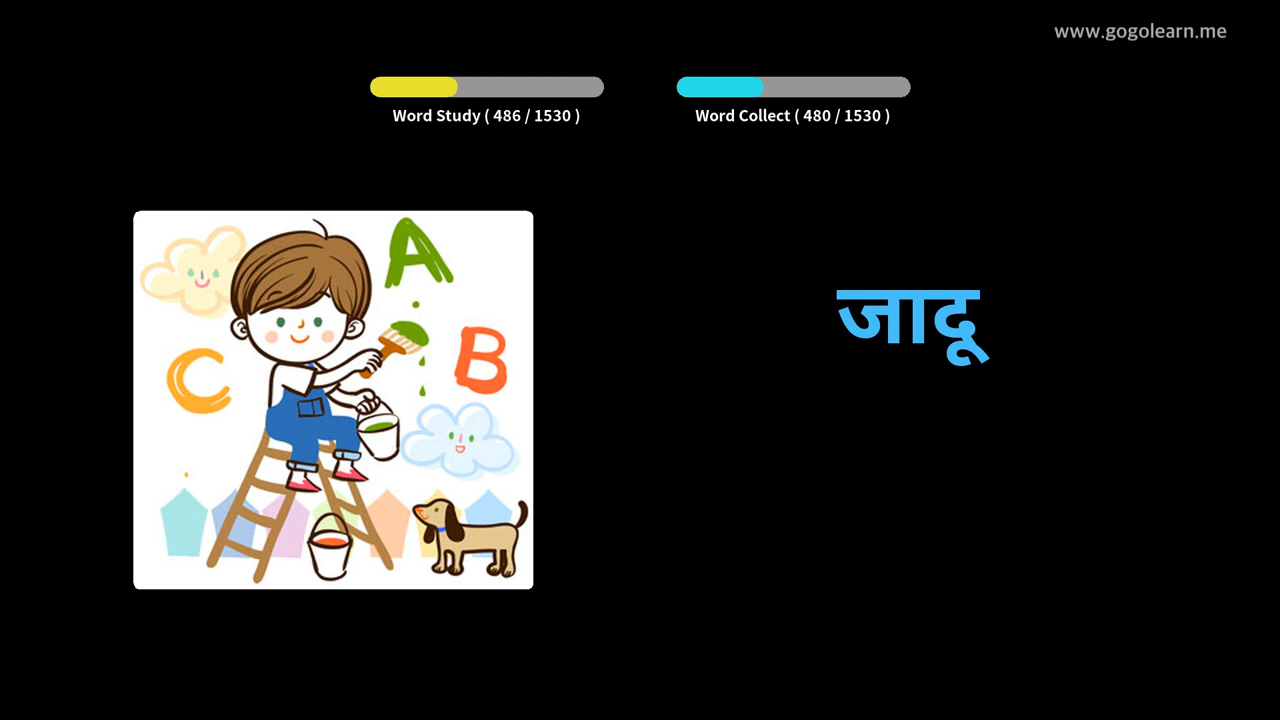 www.gogolearn.me
Word Study ( 486 / 1530 )
Word Collect ( 480 / 1530 )
A
B
C
जादू